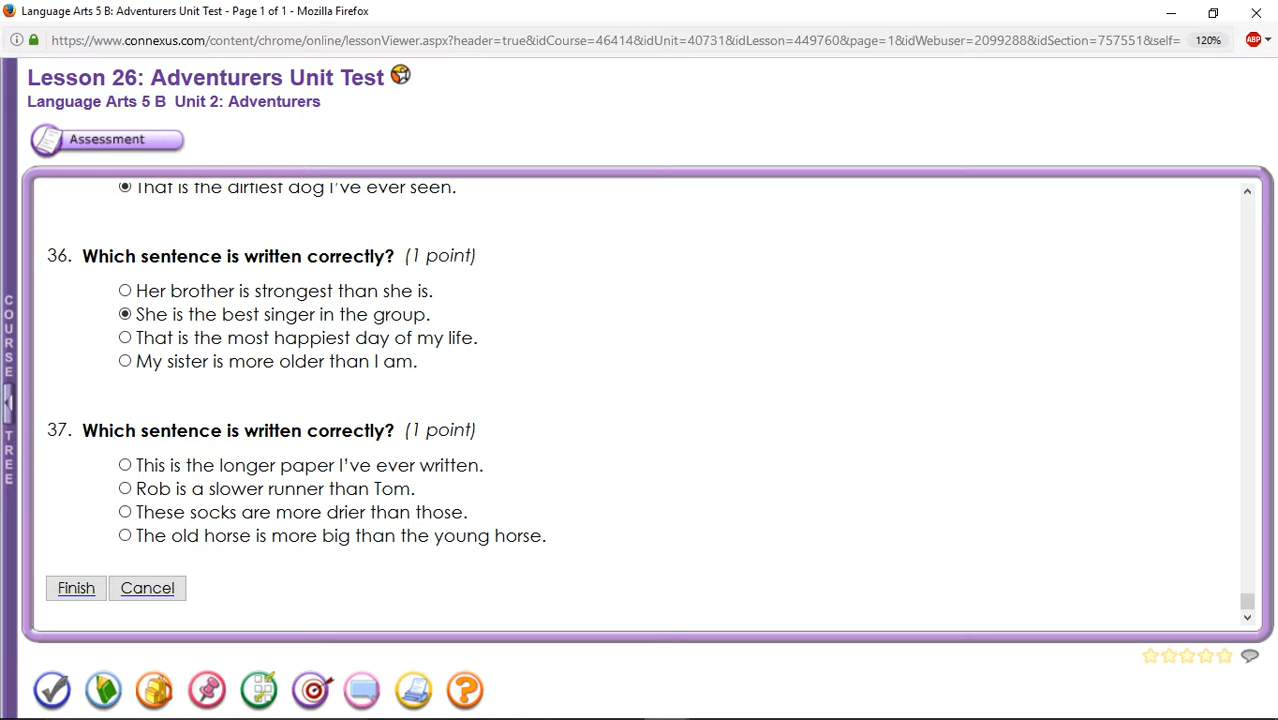 Language Arts 5 B: Adventurers Unit Test - Page 1 of 1 - Mozilla Firefox
https://www.connexus.com/content/chrome/online/lessonViewer.aspx?header=true&idCourse=46414&idUnit=40731&idLesson=449760&page=1&idWebuser=2099288&idSection=757551&self= 120% ABP
Lesson 26: Adventurers Unit Test
Language Arts 5 B Unit 2: Adventurers
Assessment
That is the dirtiest dog I've ever seen.
36. Which sentence is written correctly? (1 point)
Her brother is strongest than she is.
She is the best singer in the group.
That is the most happiest day of my life.
My sister is more older than I am.
37. Which sentence is written correctly? (1 point)
This is the longer paper I've ever written.
Rob is a slower runner than Tom.
These socks are more drier than those.
The old horse is more big than the young horse.
Finish Cancel
COURSE TREE